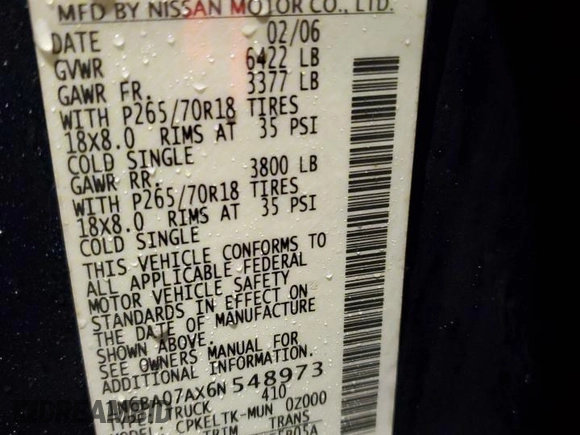 MFD BY NISSAN MOTOR CO., LTD.
DATE 02/06
GVWR 6422 LB
GAWR FR. 3377 LB
WITH P265/70R18 TIRES
18X8.0 RIMS AT 35 PSI
COLD SINGLE
GAWR RR. 3800 LB
WITH P265/70R18 TIRES
18X8.0 RIMS AT 35 PSI
COLD SINGLE
THIS VEHICLE CONFORMS TO
ALL APPLICABLE FEDERAL
MOTOR VEHICLE SAFETY
STANDARDS IN EFFECT ON
THE DATE OF MANUFACTURE
SHOWN ABOVE.
SEE OWNERS MANUAL FOR
ADDITIONAL INFORMATION.
548973
TRUCK 410
CPKELTK-MUN 0Z000
TRIM TRANS